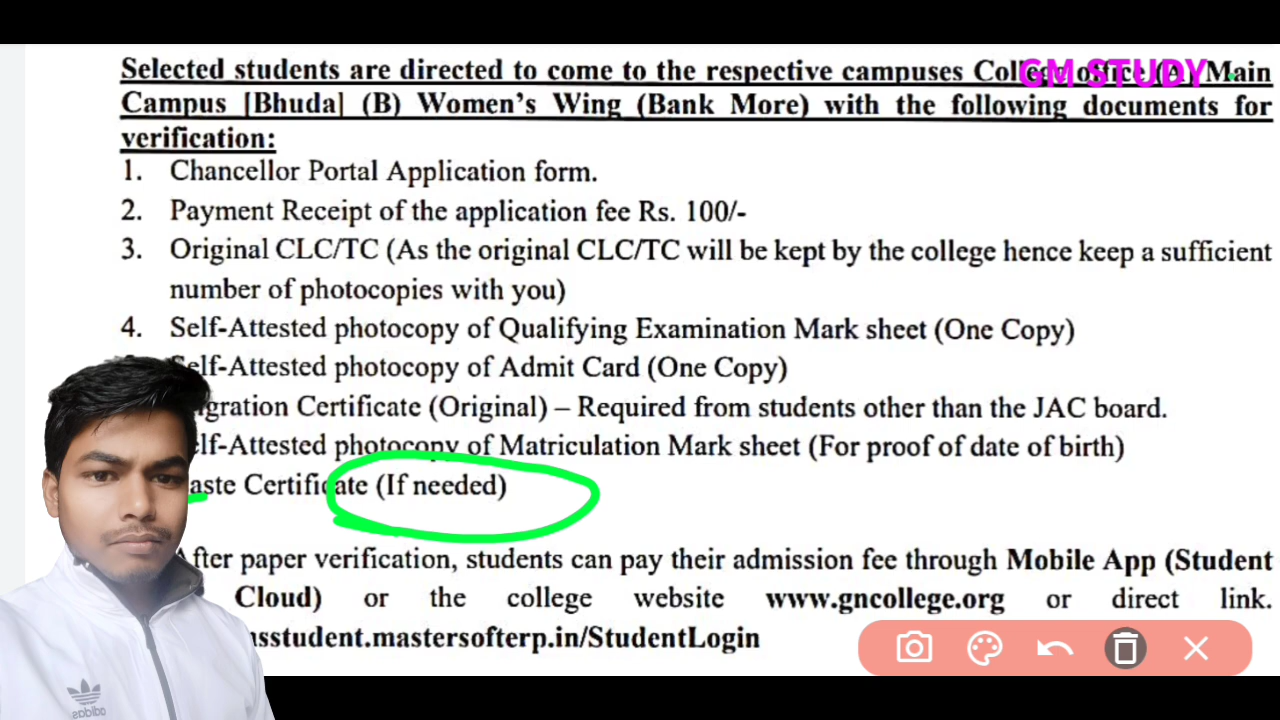 Selected students are directed to come to the respective campuses College office (A) Main
GM STUDY
Campus [Bhuda] (B) Women's Wing (Bank More) with the following documents for
verification:
1. Chancellor Portal Application form.
2. Payment Receipt of the application fee Rs. 100/-
3. Original CLC/TC (As the original CLC/TC will be kept by the college hence keep a sufficient
number of photocopies with you)
4. Self-Attested photocopy of Qualifying Examination Mark sheet (One Copy)
Self-Attested photocopy of Admit Card (One Copy)
gration Certificate (Original) – Required from students other than the JAC board.
elf-Attested photocopy of Matriculation Mark sheet (For proof of date of birth)
aste Certificate (If needed)
After paper verification, students can pay their admission fee through Mobile App (Student
Cloud) or the college website www.gncollege.org or direct link.
sstudent.mastersofterp.in/StudentLogin
adidas